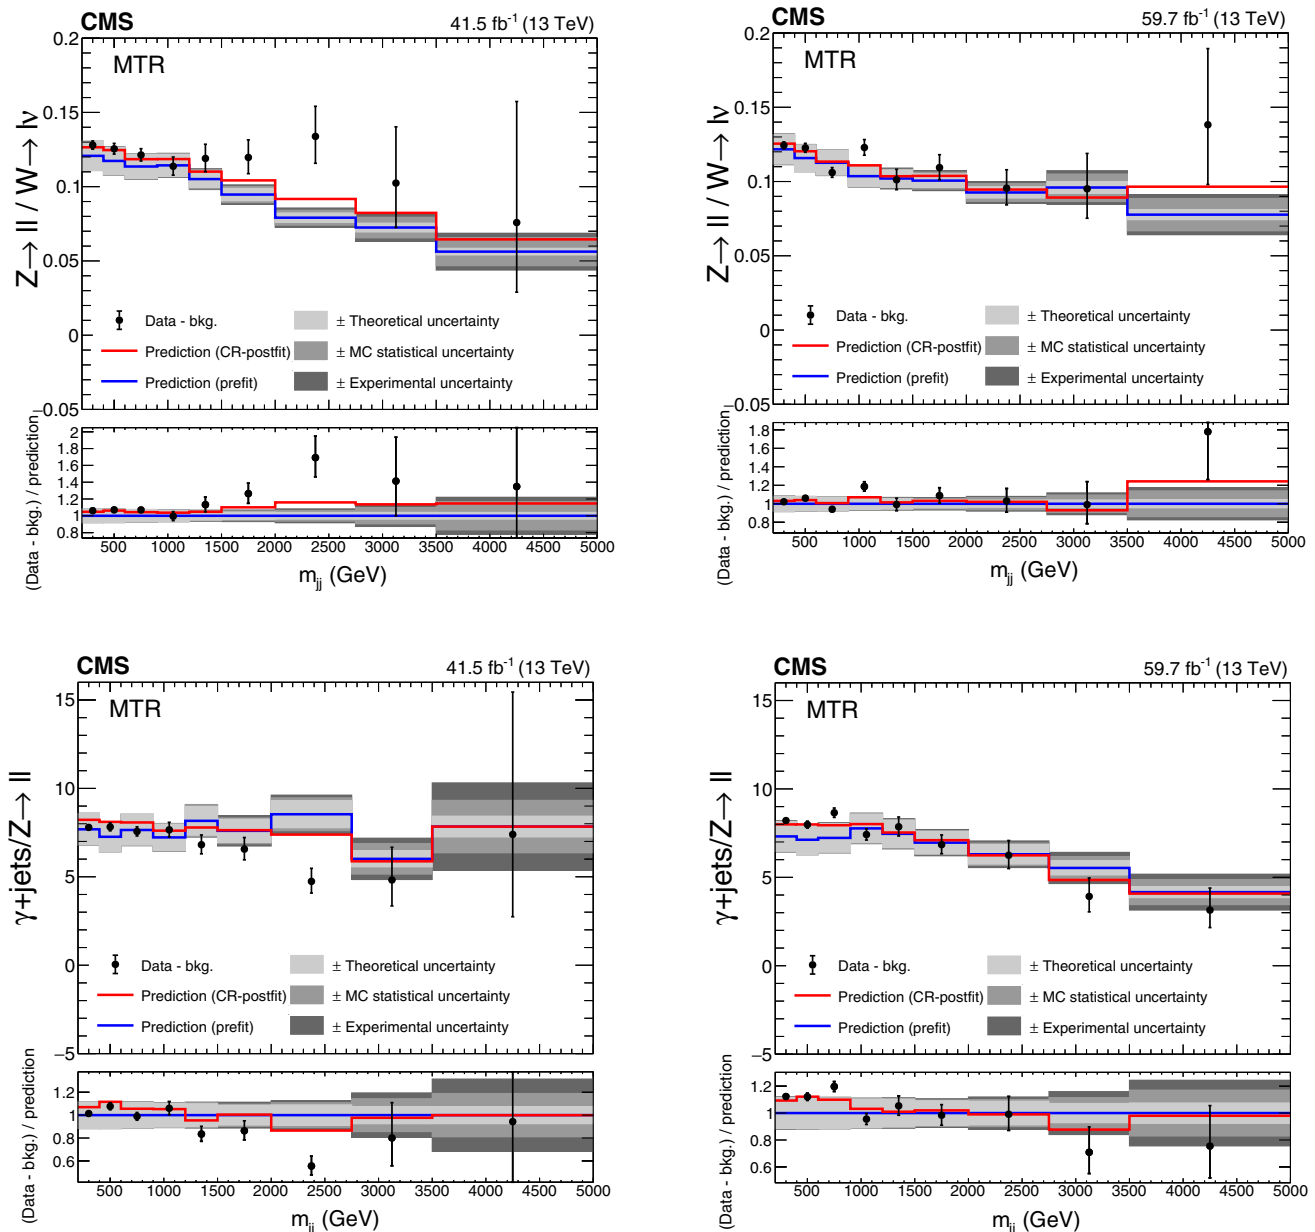 CMS 41.5 fb⁻¹ (13 TeV)
MTR
Z→ ll / W→ lν
0.2
0.15
0.1
0.05
0
−0.05
Data - bkg.
Prediction (CR-postfit)
Prediction (prefit)
± Theoretical uncertainty
± MC statistical uncertainty
± Experimental uncertainty
(Data - bkg.) / prediction
2
1.8
1.6
1.4
1.2
1
0.8
500 1000 1500 2000 2500 3000 3500 4000 4500 5000
m_jj (GeV)
CMS 59.7 fb⁻¹ (13 TeV)
MTR
Z→ ll / W→ lν
0.2
0.15
0.1
0.05
0
−0.05
Data - bkg.
Prediction (CR-postfit)
Prediction (prefit)
± Theoretical uncertainty
± MC statistical uncertainty
± Experimental uncertainty
(Data - bkg.) / prediction
1.8
1.6
1.4
1.2
1
0.8
500 1000 1500 2000 2500 3000 3500 4000 4500 5000
m_jj (GeV)
CMS 41.5 fb⁻¹ (13 TeV)
MTR
γ+jets/Z→ ll
15
10
5
0
−5
Data - bkg.
Prediction (CR-postfit)
Prediction (prefit)
± Theoretical uncertainty
± MC statistical uncertainty
± Experimental uncertainty
(Data - bkg.) / prediction
1.2
1
0.8
0.6
500 1000 1500 2000 2500 3000 3500 4000 4500 5000
m_jj (GeV)
CMS 59.7 fb⁻¹ (13 TeV)
MTR
γ+jets/Z→ ll
15
10
5
0
−5
Data - bkg.
Prediction (CR-postfit)
Prediction (prefit)
± Theoretical uncertainty
± MC statistical uncertainty
± Experimental uncertainty
(Data - bkg.) / prediction
1.2
1
0.8
0.6
500 1000 1500 2000 2500 3000 3500 4000 4500 5000
m_jj (GeV)